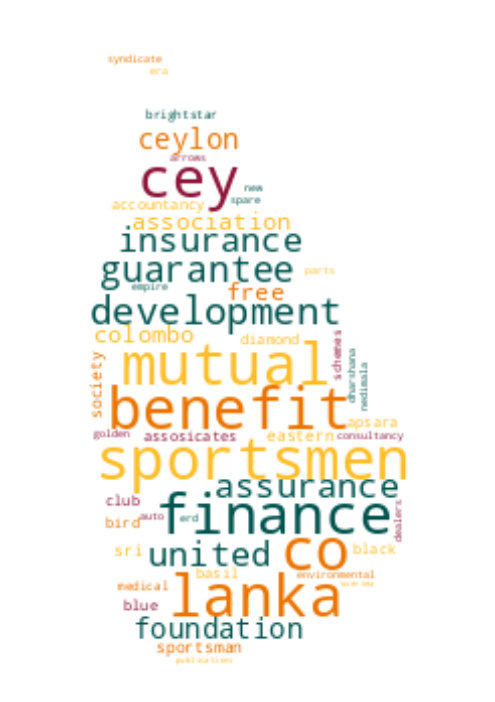 syndicate
era
brightstar
ceylon
arrows
cey
new
spare
accountancy
association
insurance
guarantee
parts
empire
free
development
colombo
diamond
schemes
mutual
dharshana
nedimala
society
benefit
apsara
golden
assosicates
eastern
consultancy
sportsmen
assurance
club
finance
dealers
bird
auto
erd
sri
united
co
black
basil
environmental
medical
lanka
blue
foundation
sportsman
publications